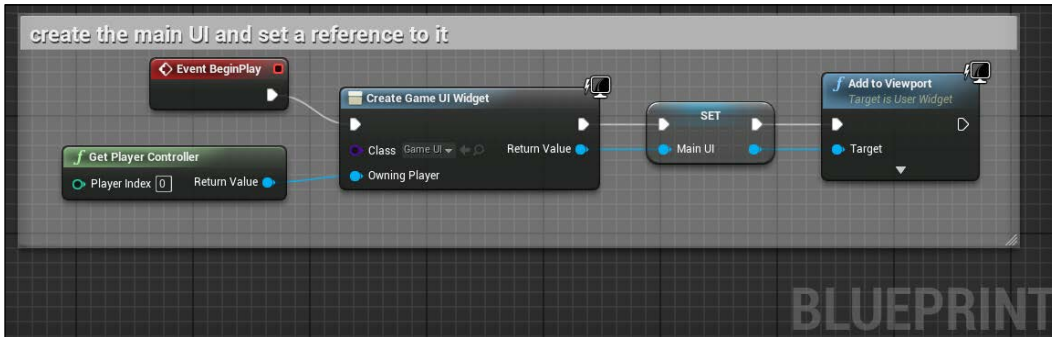 create the main UI and set a reference to it
Event BeginPlay
Create Game UI Widget
Class Game UI Return Value
Owning Player
Get Player Controller
Player Index 0 Return Value
SET
Main UI
Add to Viewport
Target is User Widget
Target
BLUEPRINT